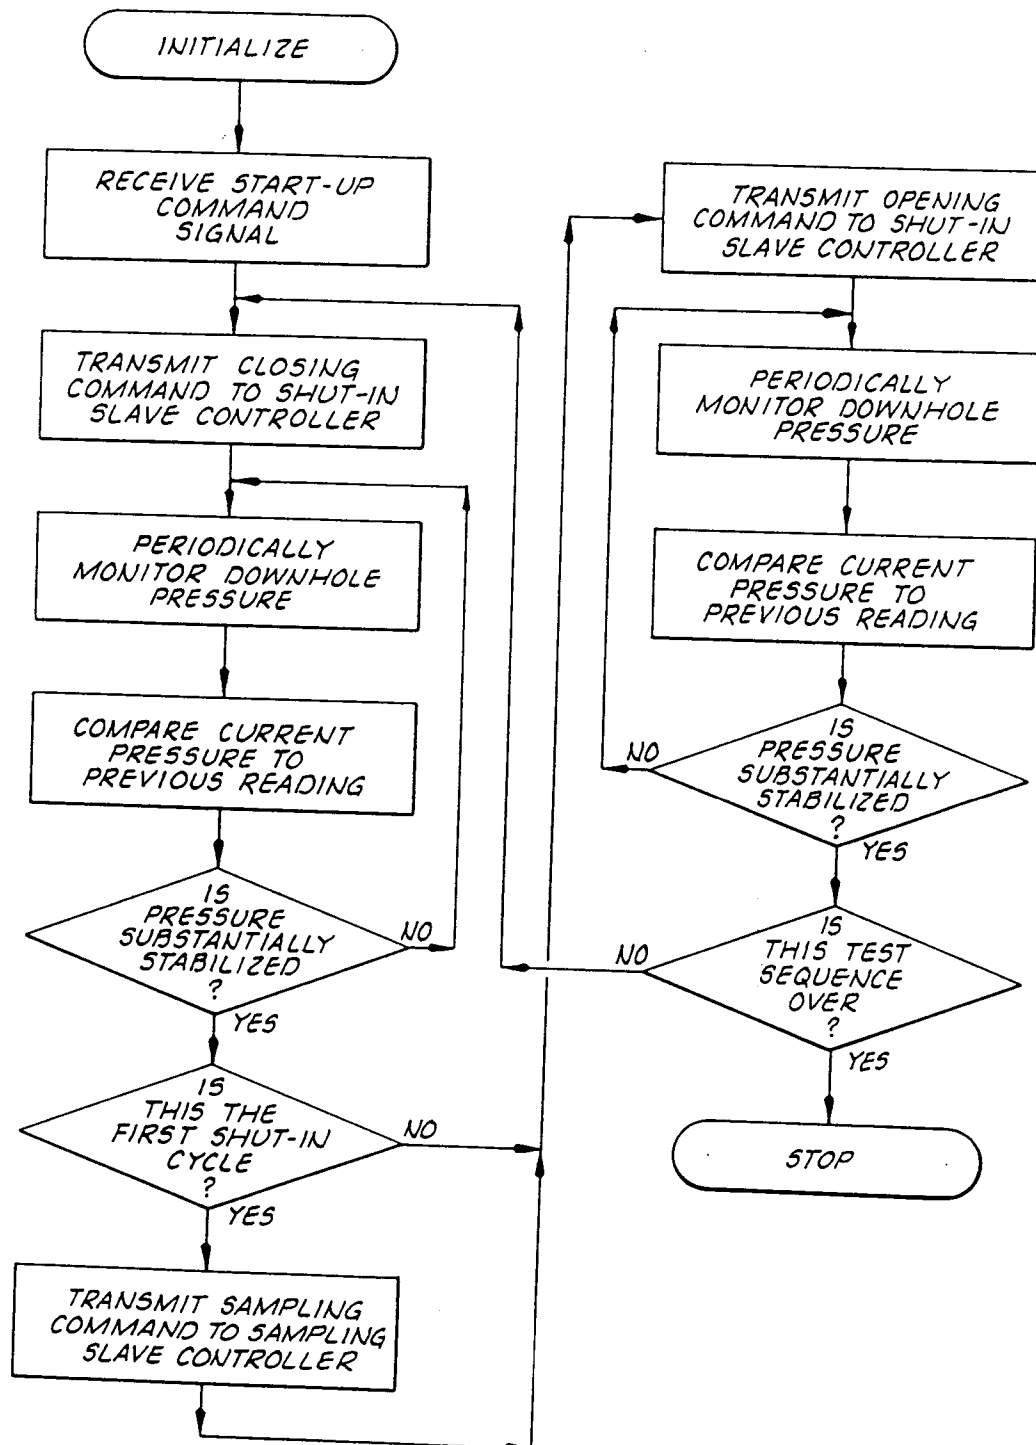 INITIALIZE
RECEIVE START-UP
COMMAND
SIGNAL
TRANSMIT CLOSING
COMMAND TO SHUT-IN
SLAVE CONTROLLER
PERIODICALLY
MONITOR DOWNHOLE
PRESSURE
COMPARE CURRENT
PRESSURE TO
PREVIOUS READING
IS
PRESSURE
SUBSTANTIALLY
STABILIZED
?
NO
YES
IS
THIS THE
FIRST SHUT-IN
CYCLE
?
NO
YES
TRANSMIT SAMPLING
COMMAND TO SAMPLING
SLAVE CONTROLLER
TRANSMIT OPENING
COMMAND TO SHUT-IN
SLAVE CONTROLLER
PERIODICALLY
MONITOR DOWNHOLE
PRESSURE
COMPARE CURRENT
PRESSURE TO
PREVIOUS READING
IS
PRESSURE
SUBSTANTIALLY
STABILIZED
?
NO
YES
IS
THIS TEST
SEQUENCE
OVER
?
NO
YES
STOP